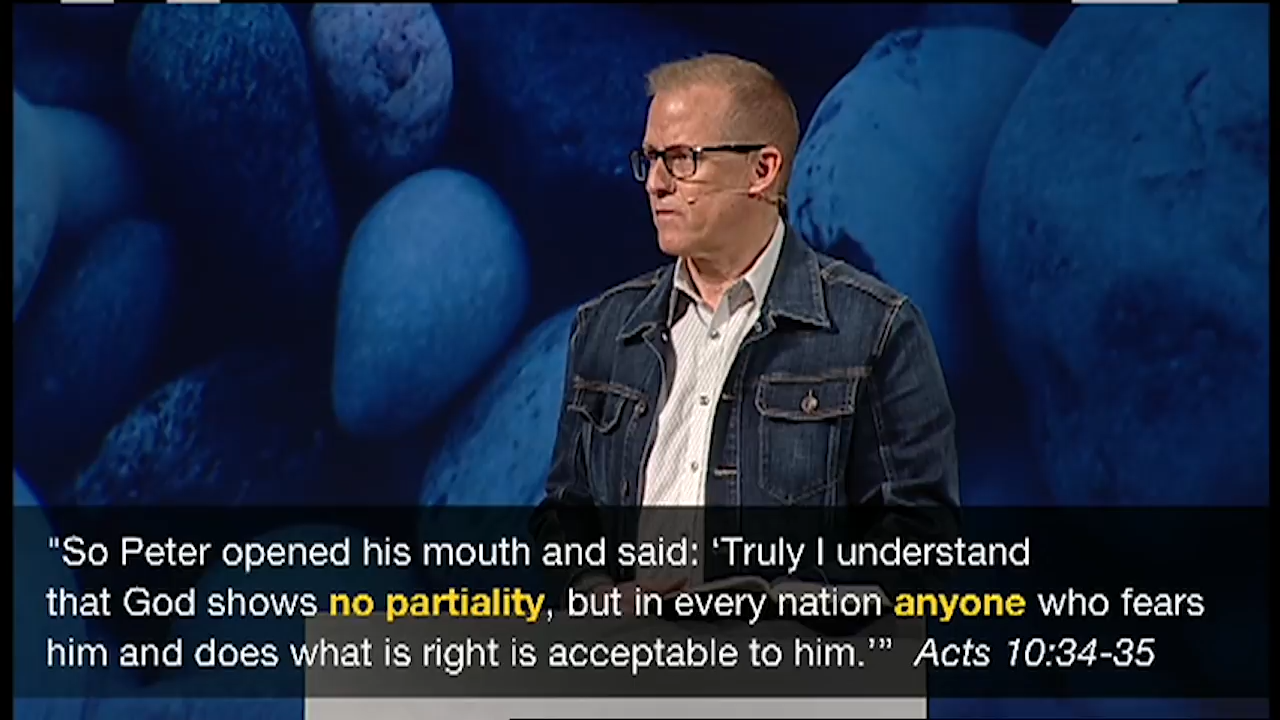 "So Peter opened his mouth and said: ‘Truly I understand
that God shows no partiality, but in every nation anyone who fears
him and does what is right is acceptable to him.’” Acts 10:34-35